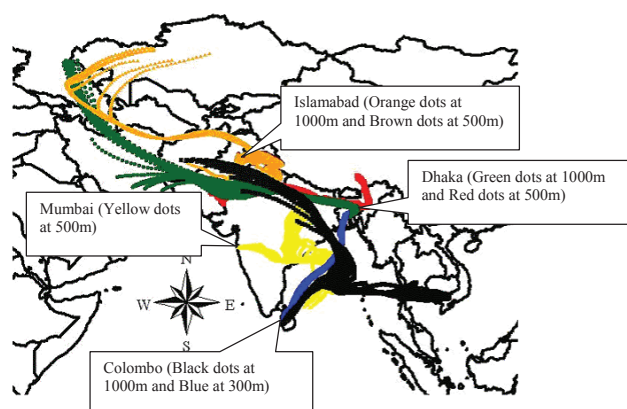 Islamabad (Orange dots at
1000m and Brown dots at 500m)
Dhaka (Green dots at 1000m
and Red dots at 500m)
Mumbai (Yellow dots
at 500m)
N
W E
S
Colombo (Black dots at
1000m and Blue at 300m)